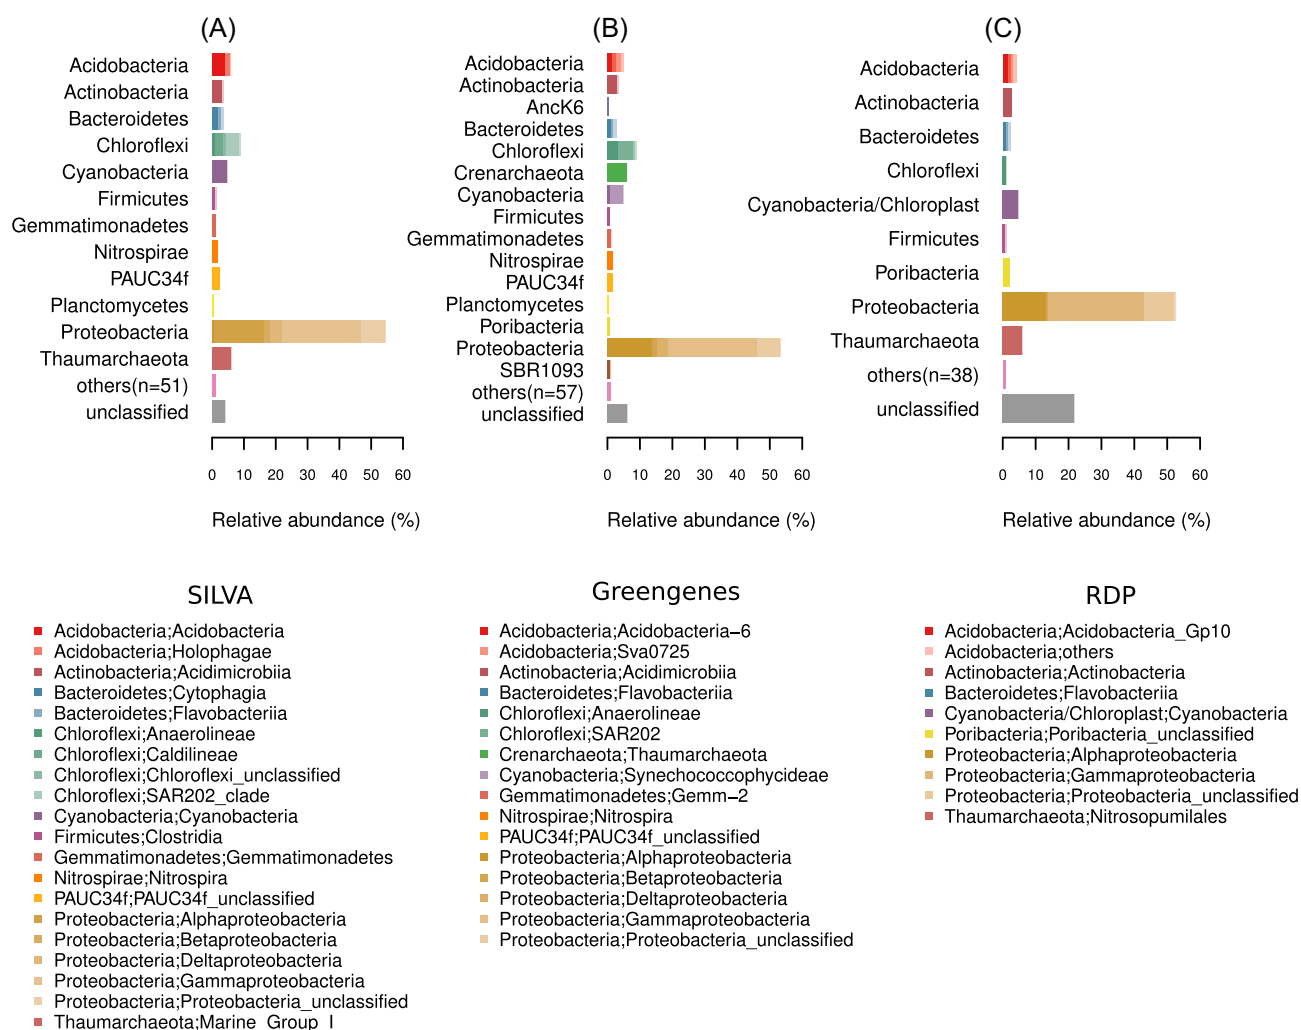 (A)
Acidobacteria
Actinobacteria
Bacteroidetes
Chloroflexi
Cyanobacteria
Firmicutes
Gemmatimonadetes
Nitrospirae
PAUC34f
Planctomycetes
Proteobacteria
Thaumarchaeota
others(n=51)
unclassified
0 10 20 30 40 50 60
Relative abundance (%)
(B)
Acidobacteria
Actinobacteria
AncK6
Bacteroidetes
Chloroflexi
Crenarchaeota
Cyanobacteria
Firmicutes
Gemmatimonadetes
Nitrospirae
PAUC34f
Planctomycetes
Poribacteria
Proteobacteria
SBR1093
others(n=57)
unclassified
0 10 20 30 40 50 60
Relative abundance (%)
(C)
Acidobacteria
Actinobacteria
Bacteroidetes
Chloroflexi
Cyanobacteria/Chloroplast
Firmicutes
Poribacteria
Proteobacteria
Thaumarchaeota
others(n=38)
unclassified
0 10 20 30 40 50 60
Relative abundance (%)
SILVA
Acidobacteria;Acidobacteria
Acidobacteria;Holophagae
Actinobacteria;Acidimicrobiia
Bacteroidetes;Cytophagia
Bacteroidetes;Flavobacteriia
Chloroflexi;Anaerolineae
Chloroflexi;Caldilineae
Chloroflexi;Chloroflexi_unclassified
Chloroflexi;SAR202_clade
Cyanobacteria;Cyanobacteria
Firmicutes;Clostridia
Gemmatimonadetes;Gemmatimonadetes
Nitrospirae;Nitrospira
PAUC34f;PAUC34f_unclassified
Proteobacteria;Alphaproteobacteria
Proteobacteria;Betaproteobacteria
Proteobacteria;Deltaproteobacteria
Proteobacteria;Gammaproteobacteria
Proteobacteria;Proteobacteria_unclassified
Thaumarchaeota;Marine_Group_I
Greengenes
Acidobacteria;Acidobacteria−6
Acidobacteria;Sva0725
Actinobacteria;Acidimicrobiia
Bacteroidetes;Flavobacteriia
Chloroflexi;Anaerolineae
Chloroflexi;SAR202
Crenarchaeota;Thaumarchaeota
Cyanobacteria;Synechococcophycideae
Gemmatimonadetes;Gemm−2
Nitrospirae;Nitrospira
PAUC34f;PAUC34f_unclassified
Proteobacteria;Alphaproteobacteria
Proteobacteria;Betaproteobacteria
Proteobacteria;Deltaproteobacteria
Proteobacteria;Gammaproteobacteria
Proteobacteria;Proteobacteria_unclassified
RDP
Acidobacteria;Acidobacteria_Gp10
Acidobacteria;others
Actinobacteria;Actinobacteria
Bacteroidetes;Flavobacteriia
Cyanobacteria/Chloroplast;Cyanobacteria
Poribacteria;Poribacteria_unclassified
Proteobacteria;Alphaproteobacteria
Proteobacteria;Gammaproteobacteria
Proteobacteria;Proteobacteria_unclassified
Thaumarchaeota;Nitrosopumilales